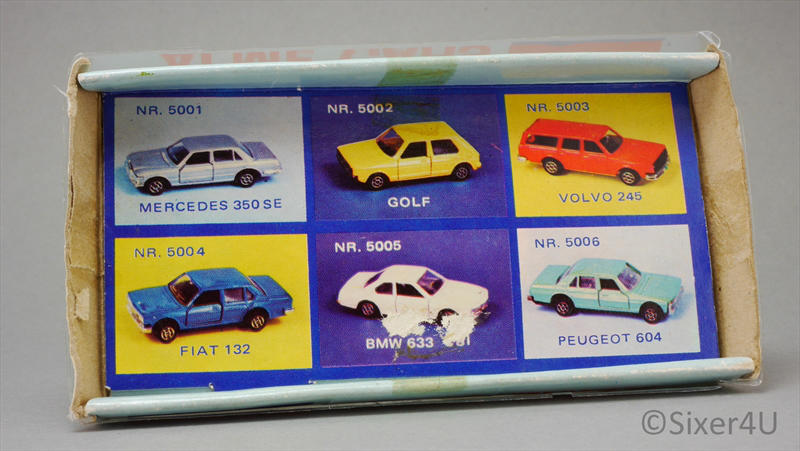 NR. 5001
NR. 5002
NR. 5003
MERCEDES 350 SE
GOLF
VOLVO 245
NR. 5004
NR. 5005
NR. 5006
FIAT 132
BMW 633
PEUGEOT 604
©Sixer4U